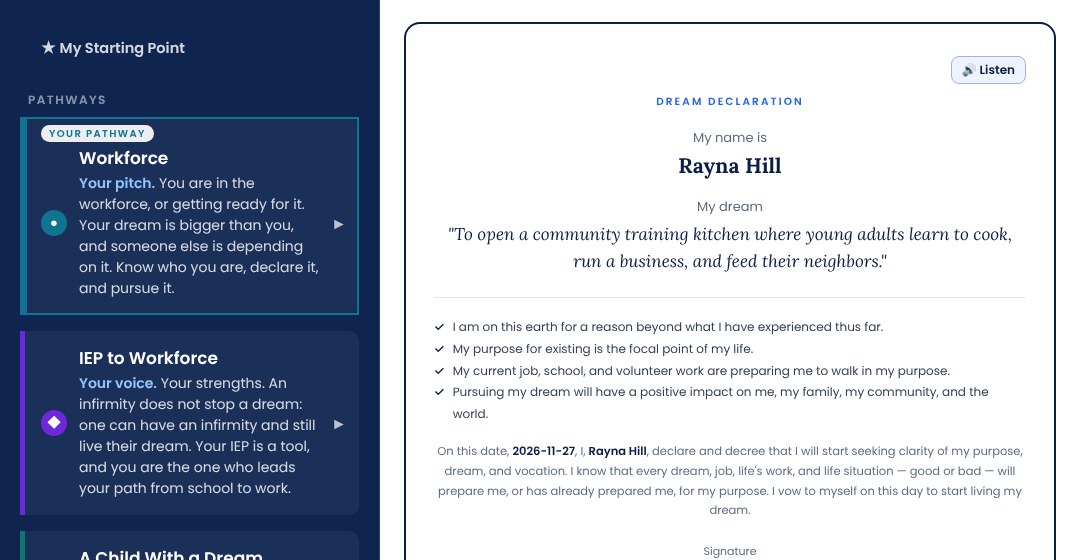 ★ My Starting Point
PATHWAYS
YOUR PATHWAY
Workforce
Your pitch. You are in the
workforce, or getting ready for it.
Your dream is bigger than you,
and someone else is depending
on it. Know who you are, declare it,
and pursue it.
IEP to Workforce
Your voice. Your strengths. An
infirmity does not stop a dream:
one can have an infirmity and still
live their dream. Your IEP is a tool,
and you are the one who leads
your path from school to work.
A Child With a Dream
🔊 Listen
DREAM DECLARATION
My name is
Rayna Hill
My dream
"To open a community training kitchen where young adults learn to cook,
run a business, and feed their neighbors."
✓ I am on this earth for a reason beyond what I have experienced thus far.
✓ My purpose for existing is the focal point of my life.
✓ My current job, school, and volunteer work are preparing me to walk in my purpose.
✓ Pursuing my dream will have a positive impact on me, my family, my community, and the
world.
On this date, 2026-11-27, I, Rayna Hill, declare and decree that I will start seeking clarity of my purpose,
dream, and vocation. I know that every dream, job, life's work, and life situation — good or bad — will
prepare me, or has already prepared me, for my purpose. I vow to myself on this day to start living my
dream.
Signature